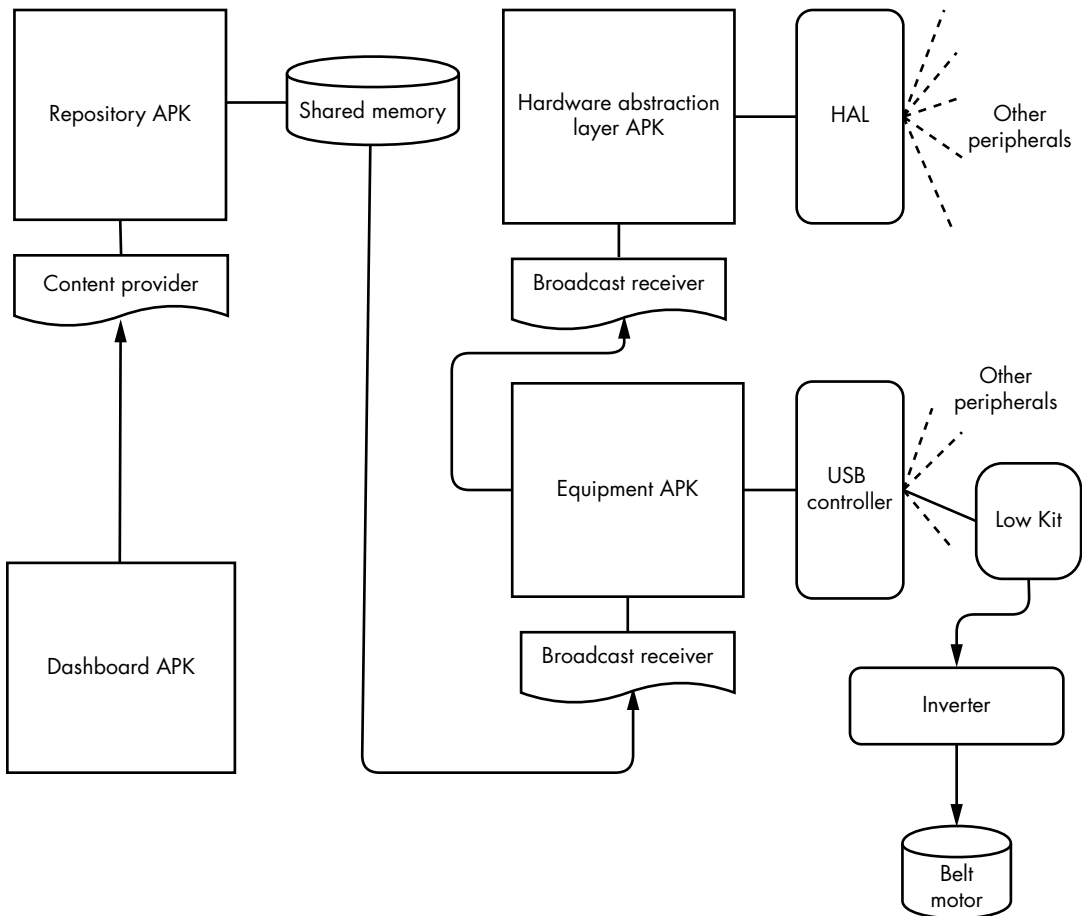 Repository APK
Shared memory
Hardware abstraction
layer APK
HAL
Other
peripherals
Content provider
Broadcast receiver
Other
peripherals
Equipment APK
USB
controller
Low Kit
Dashboard APK
Broadcast receiver
Inverter
Belt
motor